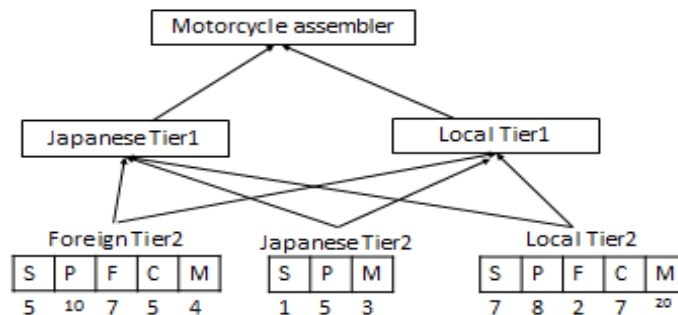 Motorcycle assembler
Japanese Tier1 Local Tier1
Foreign Tier2 Japanese Tier2 Local Tier2
S P F C M S P M S P F C M
5 10 7 5 4 1 5 3 7 8 2 7 20